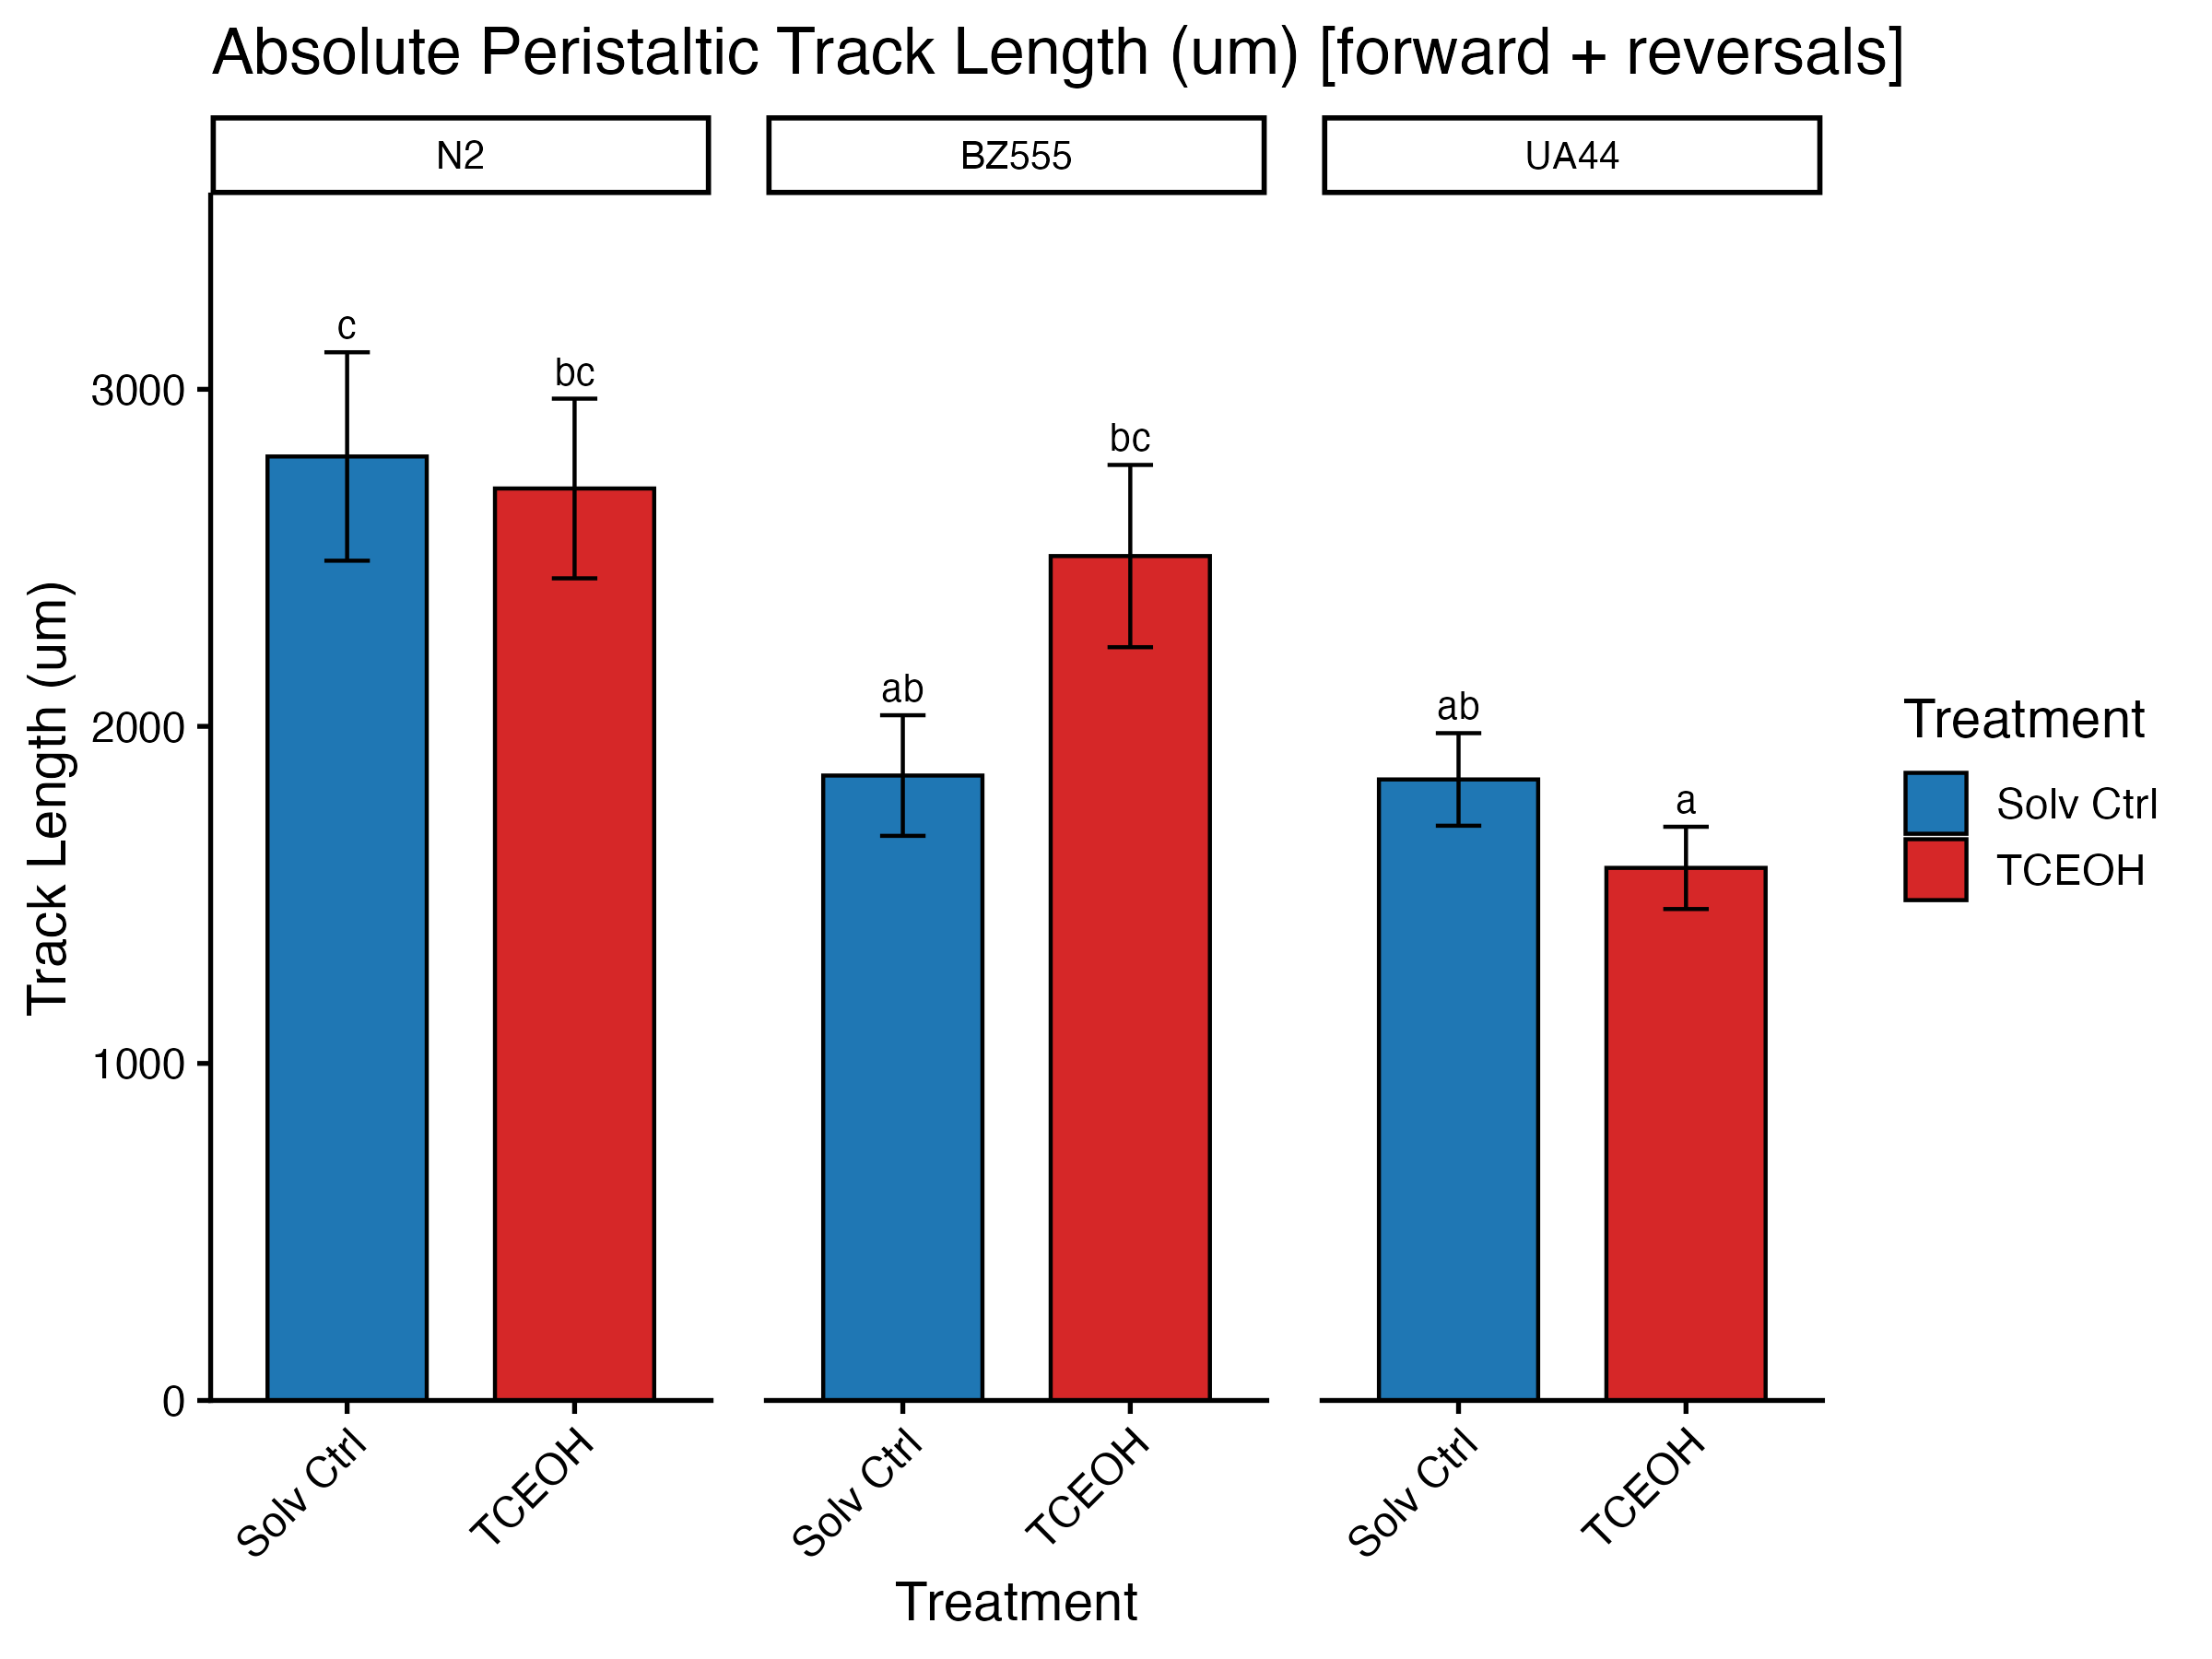 Absolute Peristaltic Track Length (um) [forward + reversals]
N2
BZ555
UA44
c
bc
bc
ab
ab
a
3000
2000
1000
0
Track Length (um)
Solv Ctrl
TCEOH
Solv Ctrl
TCEOH
Solv Ctrl
TCEOH
Treatment
Treatment
Solv Ctrl
TCEOH